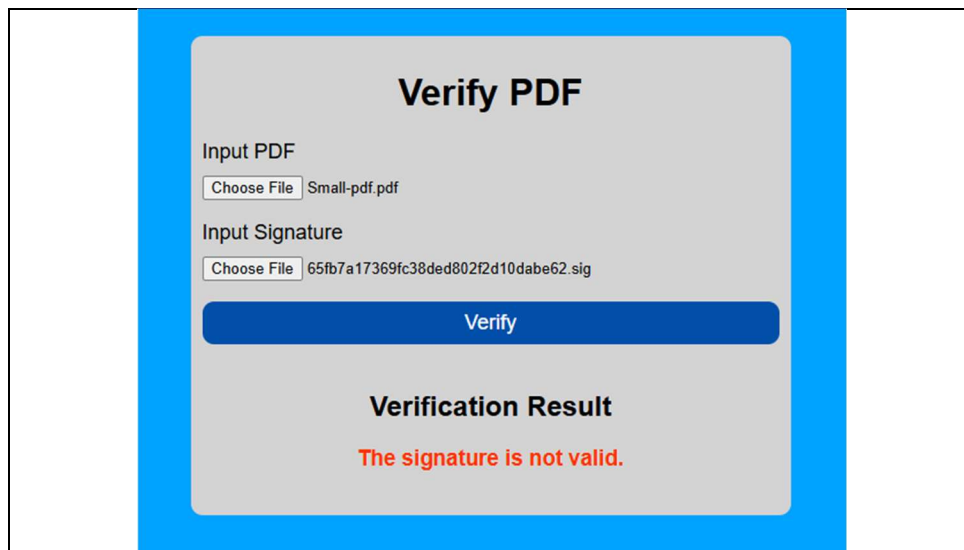 Verify PDF
Input PDF
Choose File Small-pdf.pdf
Input Signature
Choose File 65fb7a17369fc38ded802f2d10dabe62.sig
Verify
Verification Result
The signature is not valid.